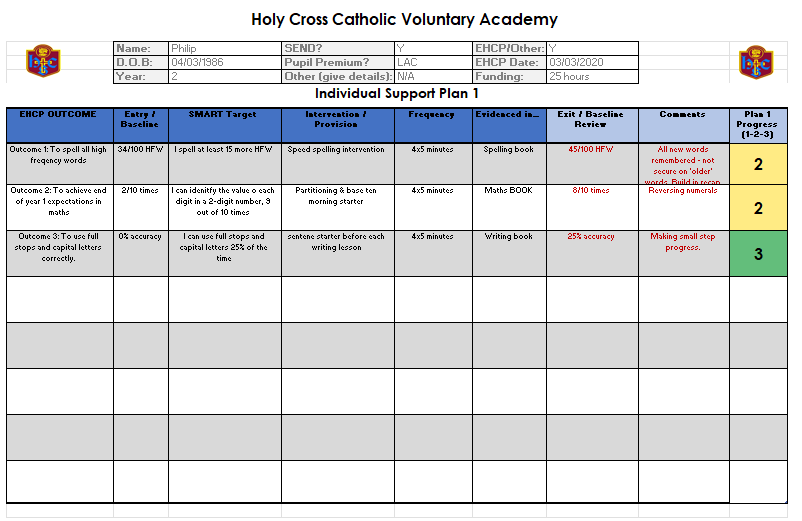 Holy Cross Catholic Voluntary Academy
Name: Philip SEND? Y EHCP/Other: Y
D.O.B: 04/03/1986 Pupil Premium? LAC EHCP Date: 03/03/2020
Year: 2 Other (give details): N/A Funding: 25 hours
Individual Support Plan 1
EHCP OUTCOME Entry / Baseline SMART Target Intervention / Provision Frequency Evidenced in... Exit / Baseline Review Comments Plan 1 Progress (1-2-3)
Outcome 1: To spell all high freqency words 34/100 HFW I spell at least 15 more HFW Speed spelling intervention 4x5 minutes Spelling book 45/100 HFW All new words remembered - not secure on 'older' words. Build in recap 2
Outcome 2: To achieve end of year 1 expectations in maths 2/10 times I can idenitfy the value o each digit in a 2-digit number, 9 out of 10 times Partitioning & base ten morning starter 4x5 minutes Maths BOOK 8/10 times Reversing numerals 2
Outcome 3: To use full stops and capital letters correctly. 0% accuracy I can use full stops and capital letters 25% of the time sentene starter before each writing lesson 4x5 minutes Writing book 25% accuracy Making small step progress. 3